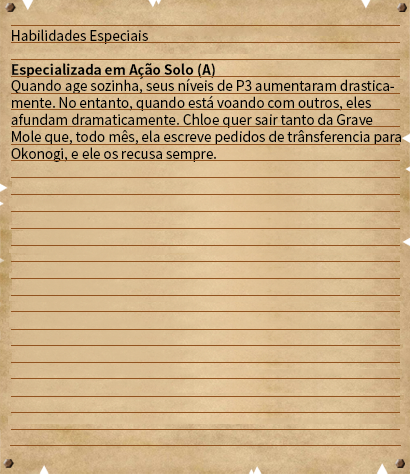 Habilidades Especiais
Especializada em Ação Solo (A)
Quando age sozinha, seus níveis de P3 aumentaram drastica-
mente. No entanto, quando está voando com outros, eles
afundam dramaticamente. Chloe quer sair tanto da Grave
Mole que, todo mês, ela escreve pedidos de trânsferencia para
Okonogi, e ele os recusa sempre.